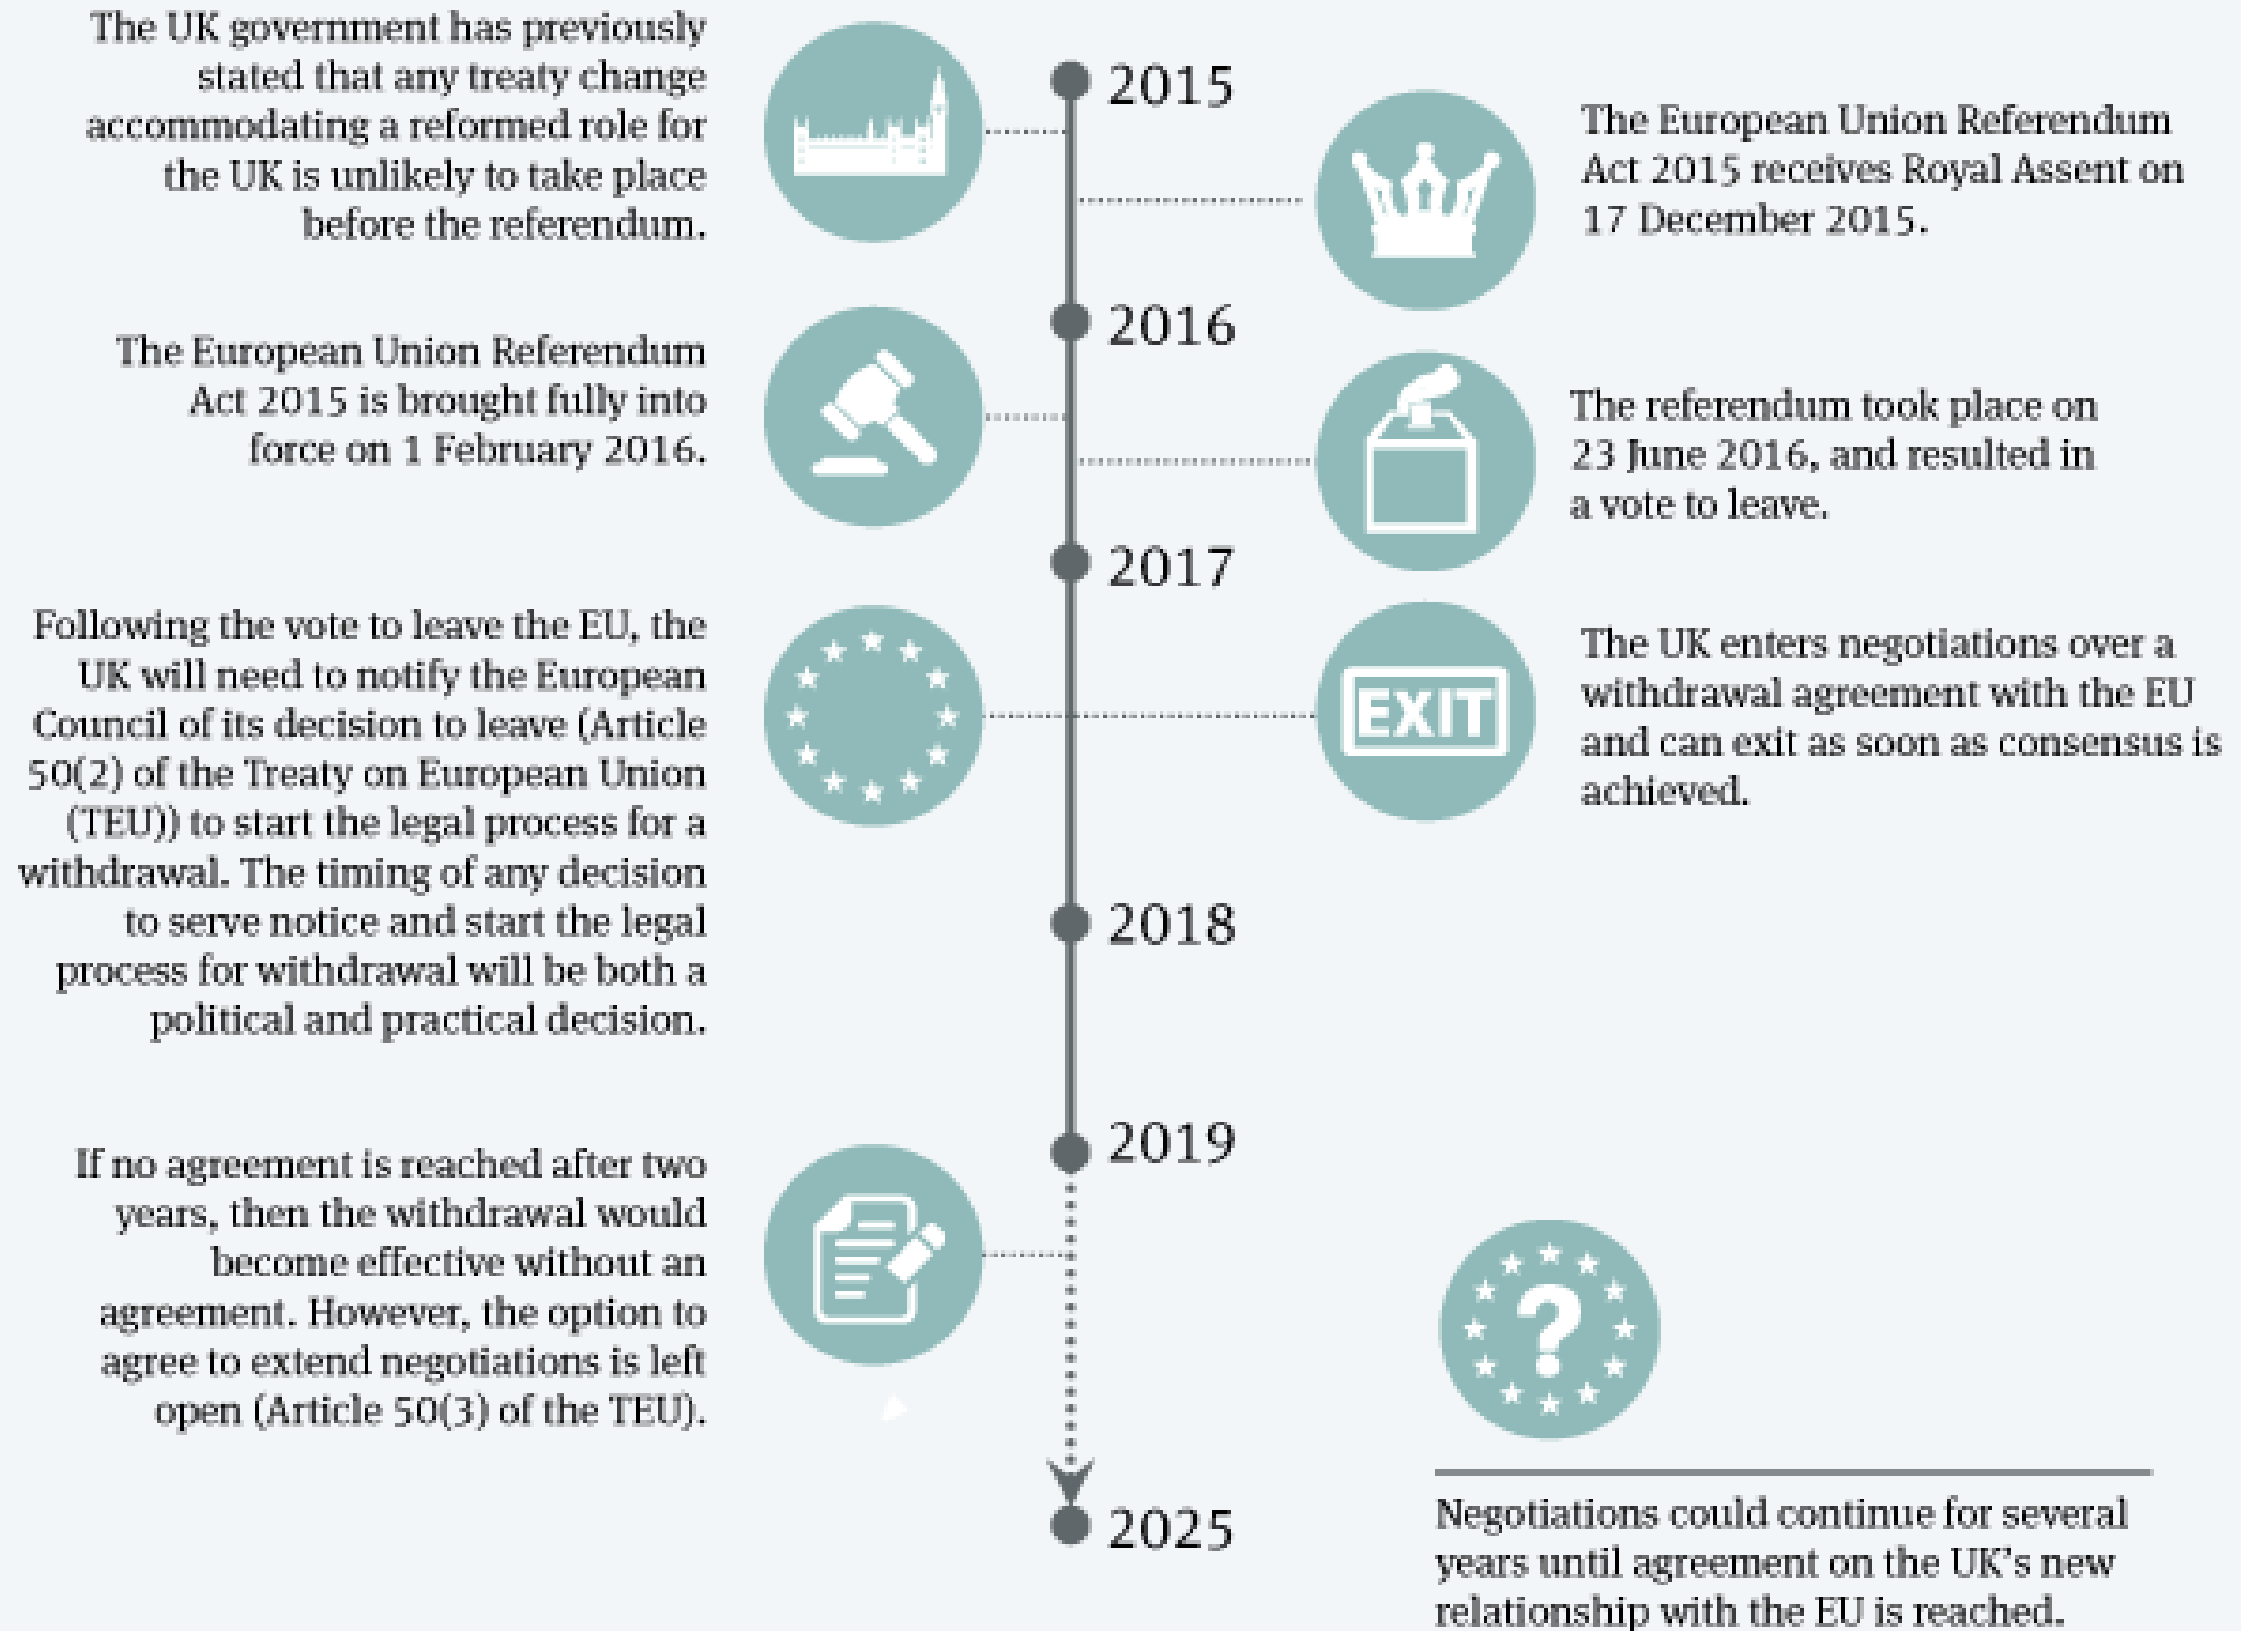 The UK government has previously
stated that any treaty change
accommodating a reformed role for
the UK is unlikely to take place
before the referendum.
2015
The European Union Referendum
Act 2015 receives Royal Assent on
17 December 2015.
2016
The European Union Referendum
Act 2015 is brought fully into
force on 1 February 2016.
The referendum took place on
23 June 2016, and resulted in
a vote to leave.
2017
Following the vote to leave the EU, the
UK will need to notify the European
Council of its decision to leave (Article
50(2) of the Treaty on European Union
(TEU)) to start the legal process for a
withdrawal. The timing of any decision
to serve notice and start the legal
process for withdrawal will be both a
political and practical decision.
EXIT
The UK enters negotiations over a
withdrawal agreement with the EU
and can exit as soon as consensus is
achieved.
2018
2019
If no agreement is reached after two
years, then the withdrawal would
become effective without an
agreement. However, the option to
agree to extend negotiations is left
open (Article 50(3) of the TEU).
?
2025
Negotiations could continue for several
years until agreement on the UK's new
relationship with the EU is reached.